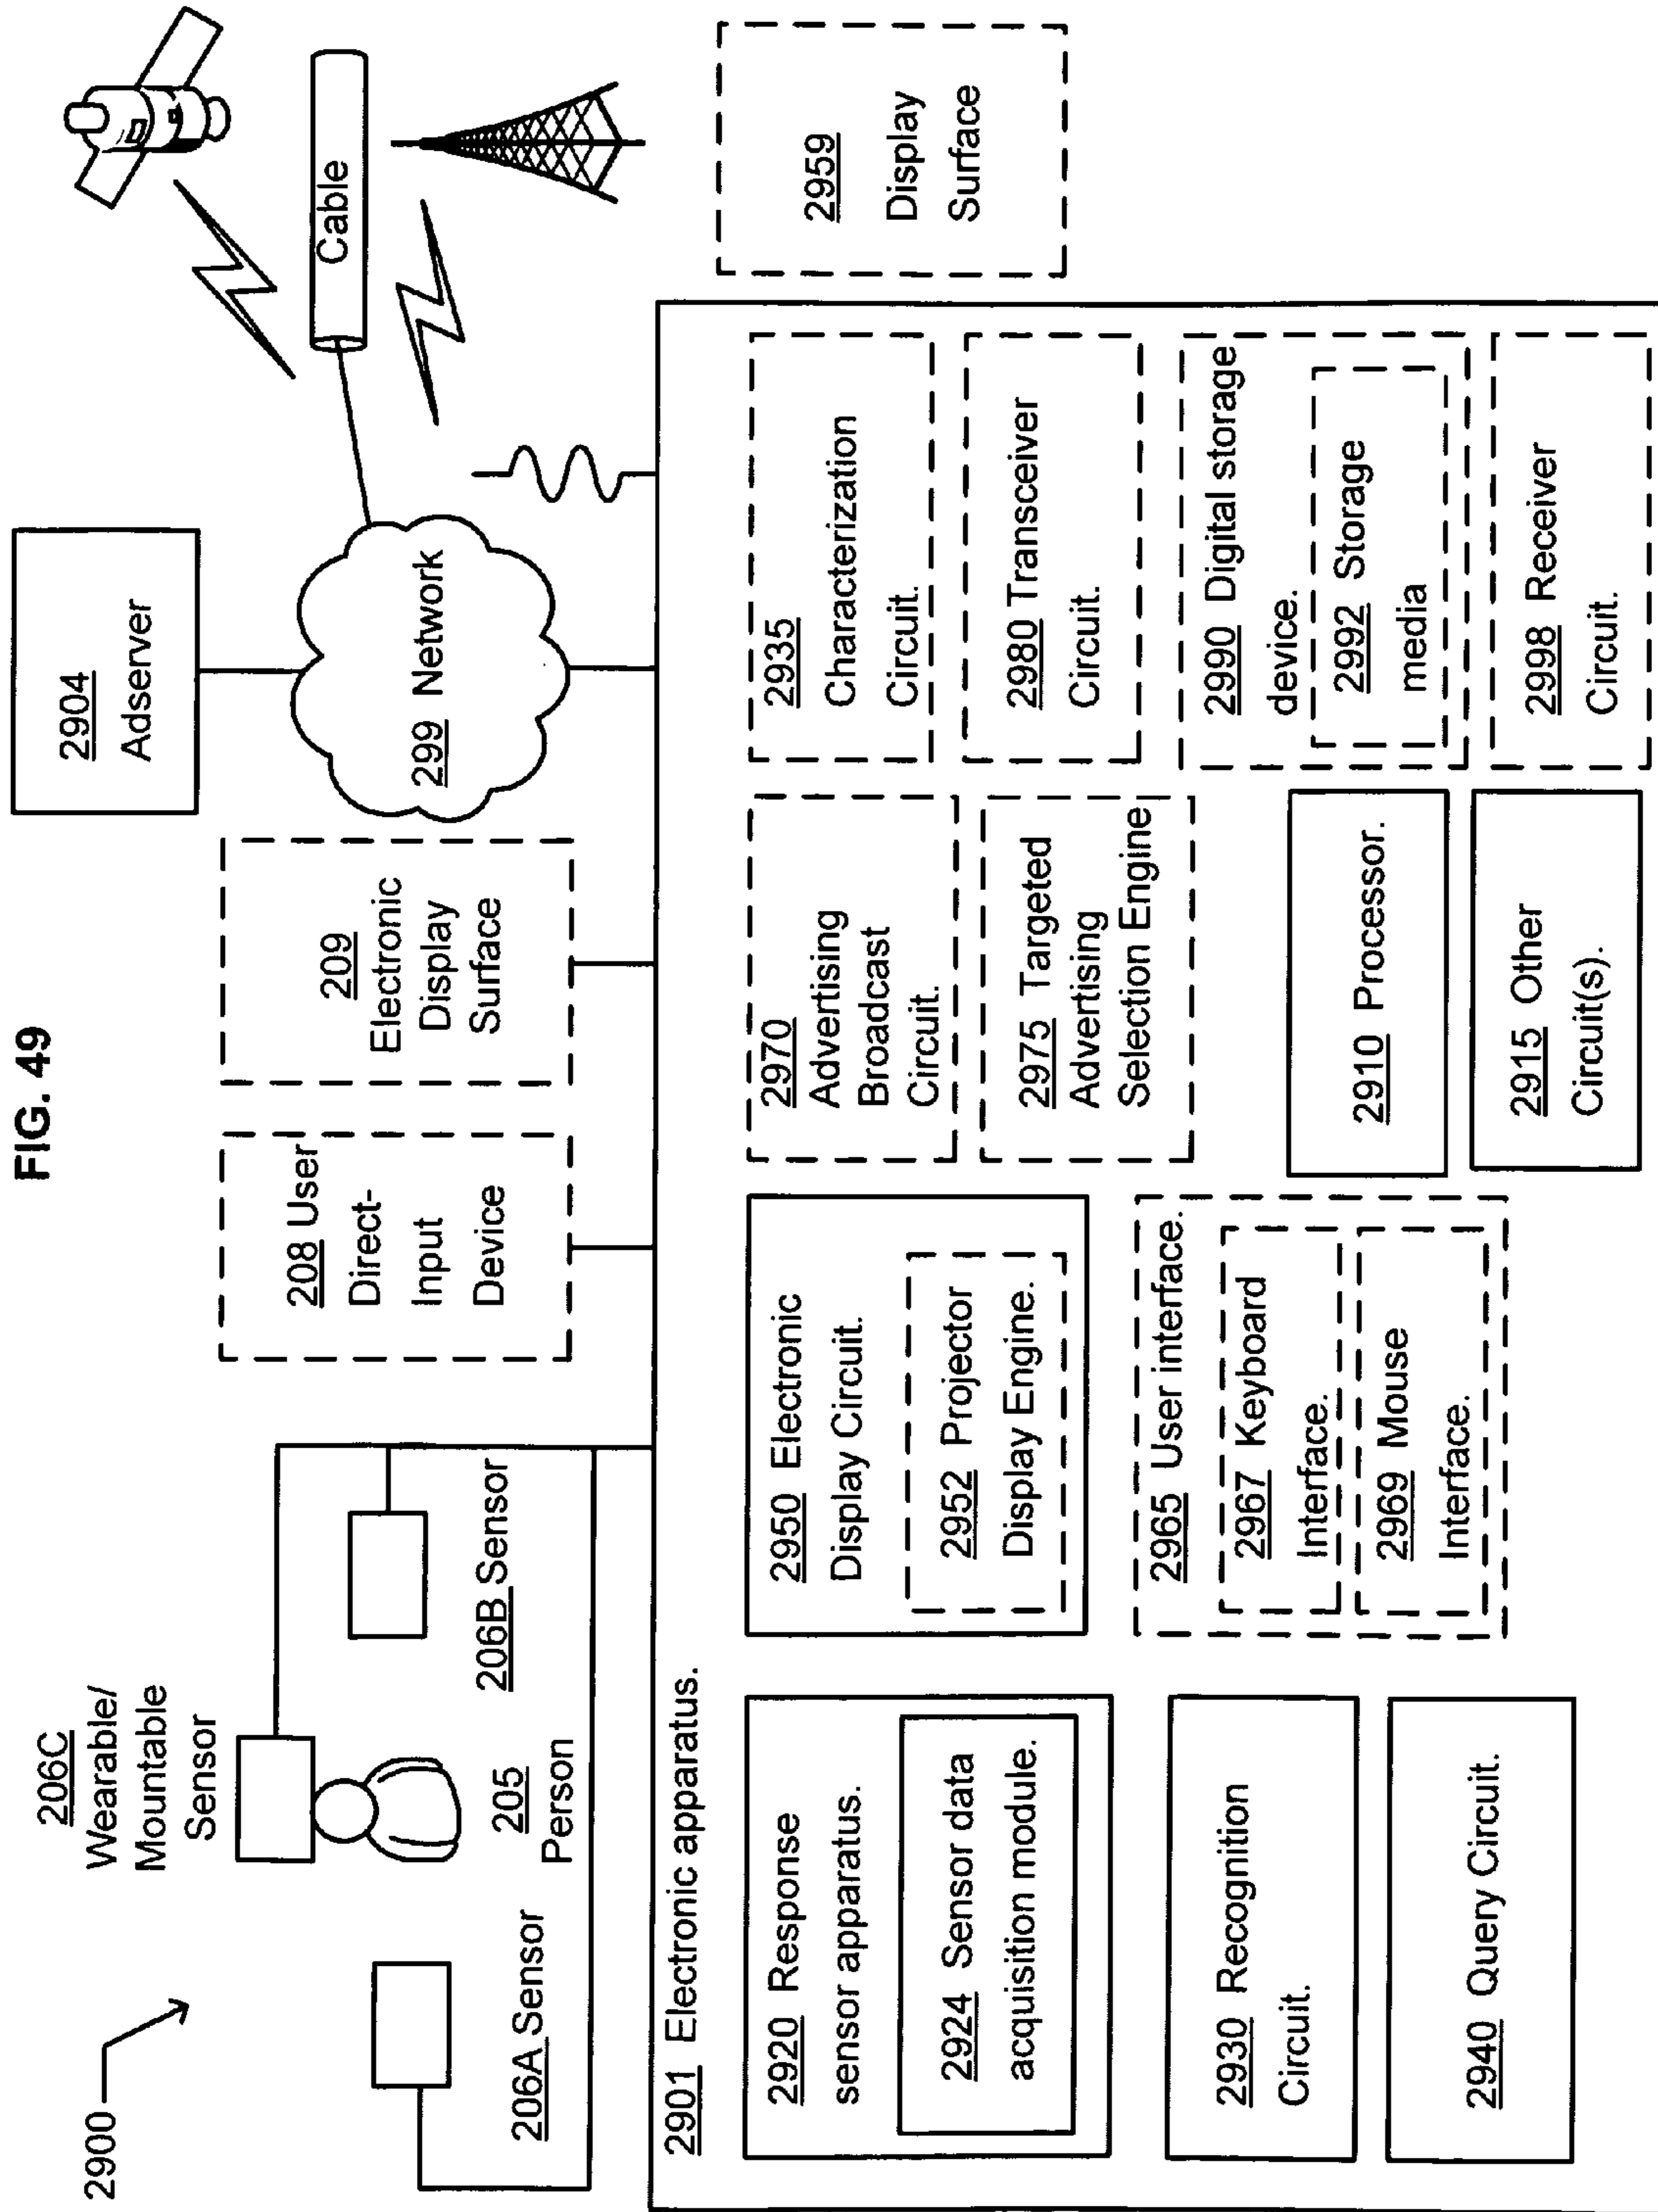 FIG. 49
2900
206C
Wearable/
Mountable
Sensor
206A Sensor
205
Person
206B Sensor
208 User
Direct-
Input
Device
209
Electronic
Display
Surface
2904
Adserver
299 Network
Cable
2959
Display
Surface
2901 Electronic apparatus.
2920 Response
sensor apparatus.
2924 Sensor data
acquisition module.
2930 Recognition
Circuit.
2940 Query Circuit.
2950 Electronic
Display Circuit.
2952 Projector
Display Engine.
2965 User interface.
2967 Keyboard
Interface.
2969 Mouse
Interface.
2970
Advertising
Broadcast
Circuit.
2975 Targeted
Advertising
Selection Engine
2910 Processor.
2915 Other
Circuit(s).
2935
Characterization
Circuit.
2980 Transceiver
Circuit.
2990 Digital storage
device.
2992 Storage
media
2998 Receiver
Circuit.